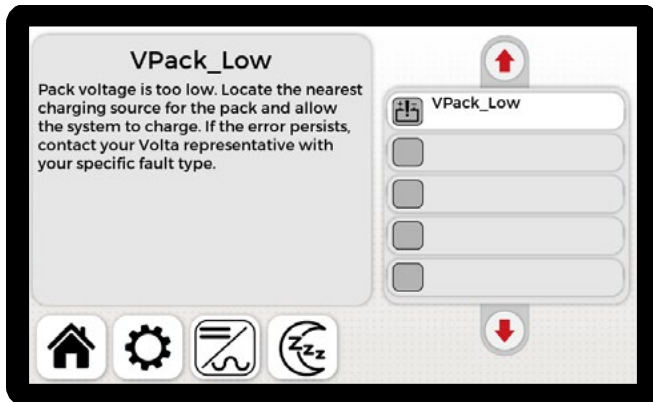 VPack_Low
Pack voltage is too low. Locate the nearest
charging source for the pack and allow
the system to charge. If the error persists,
contact your Volta representative with
your specific fault type.
VPack_Low
zzz